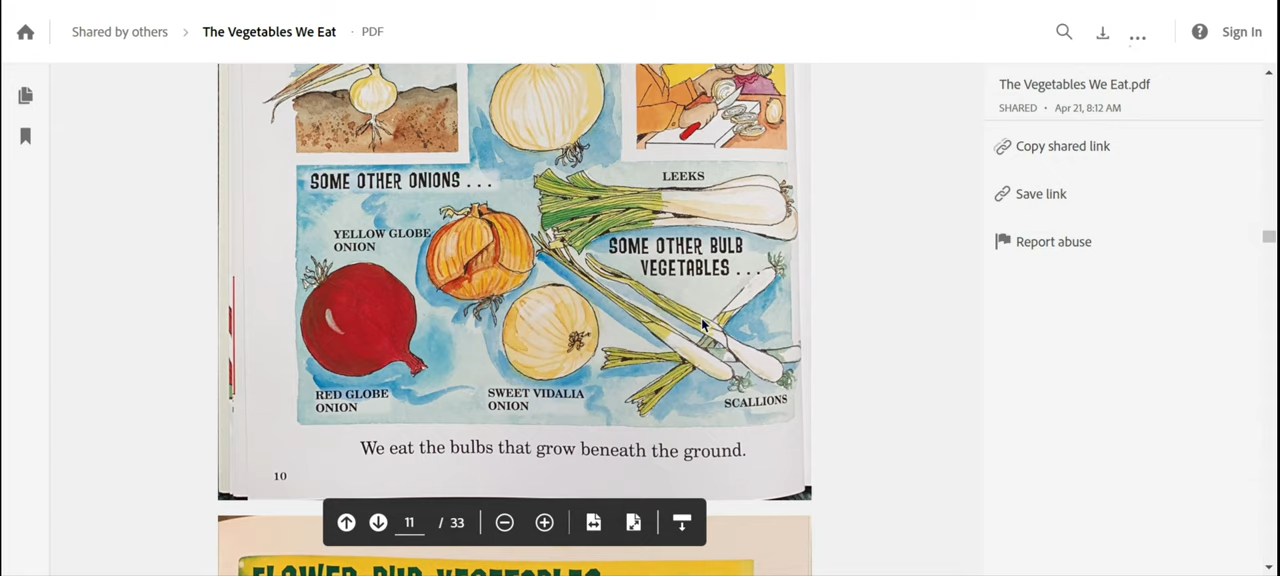 Shared by others > The Vegetables We Eat · PDF
Sign In
The Vegetables We Eat.pdf
SHARED · Apr 21, 8:12 AM
Copy shared link
Save link
Report abuse
SOME OTHER ONIONS ...
LEEKS
YELLOW GLOBE
ONION
SOME OTHER BULB
VEGETABLES ...
RED GLOBE
ONION
SWEET VIDALIA
ONION
SCALLIONS
We eat the bulbs that grow beneath the ground.
10
11 / 33
FLOWER BUD VEGETABLES